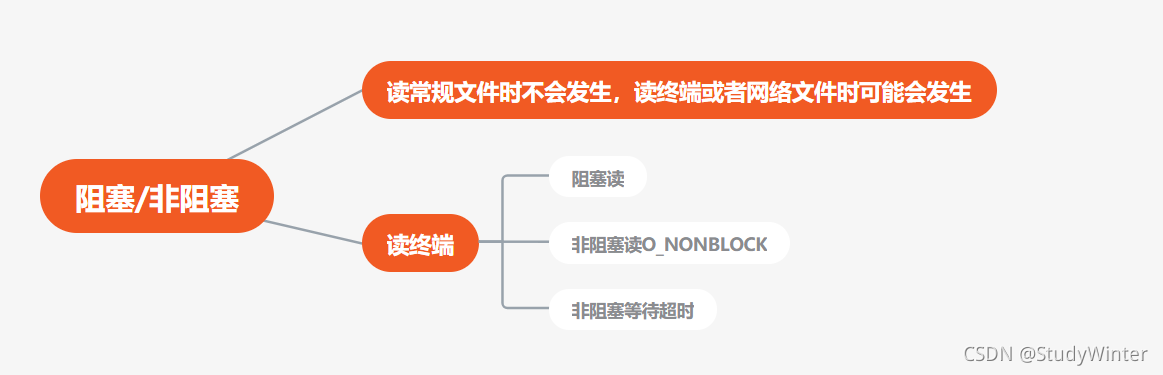 读常规文件时不会发生，读终端或者网络文件时可能会发生
阻塞/非阻塞
阻塞读
读终端
非阻塞读O_NONBLOCK
非阻塞等待超时
CSDN @StudyWinter